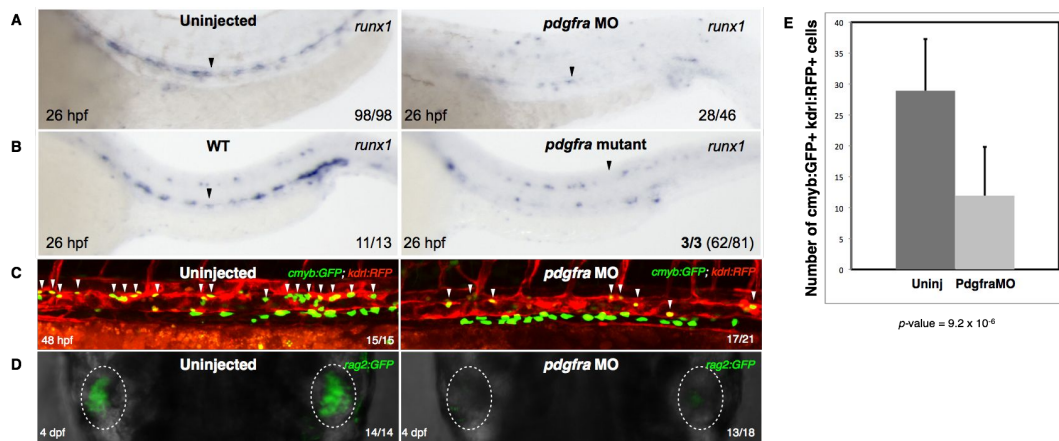 A
Uninjected
runx1
26 hpf
98/98
pdgfra MO
runx1
26 hpf
28/46
B
WT
runx1
26 hpf
11/13
pdgfra mutant
runx1
26 hpf
3/3 (62/81)
C
Uninjected
cmyb:GFP; kdrl:RFP
48 hpf
15/15
pdgfra MO
cmyb:GFP; kdrl:RFP
17/21
D
Uninjected
rag2:GFP
4 dpf
14/14
pdgfra MO
rag2:GFP
4 dpf
13/18
E
Number of cmyb:GFP+ kdrl:RFP+ cells
40
35
30
25
20
15
10
5
0
Uninj PdgfraMO
p-value = 9.2 x 10⁻⁶